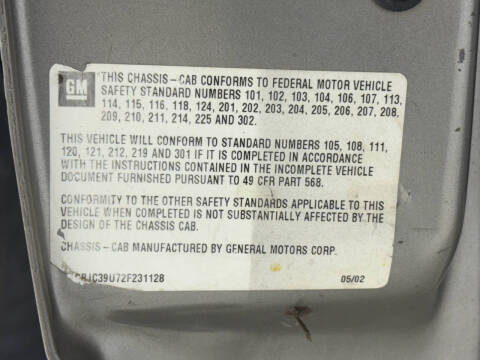 GM
THIS CHASSIS-CAB CONFORMS TO FEDERAL MOTOR VEHICLE
SAFETY STANDARD NUMBERS 101, 102, 103, 104, 106, 107, 113,
114, 115, 116, 118, 124, 201, 202, 203, 204, 205, 206, 207, 208,
209, 210, 211, 214, 225 AND 302.
THIS VEHICLE WILL CONFORM TO STANDARD NUMBERS 105, 108, 111,
120, 121, 212, 219 AND 301 IF IT IS COMPLETED IN ACCORDANCE
WITH THE INSTRUCTIONS CONTAINED IN THE INCOMPLETE VEHICLE
DOCUMENT FURNISHED PURSUANT TO 49 CFR PART 568.
CONFORMITY TO THE OTHER SAFETY STANDARDS APPLICABLE TO THIS
VEHICLE WHEN COMPLETED IS NOT SUBSTANTIALLY AFFECTED BY THE
DESIGN OF THE CHASSIS CAB.
CHASSIS-CAB MANUFACTURED BY GENERAL MOTORS CORP.
JC39U72F231128
05/02